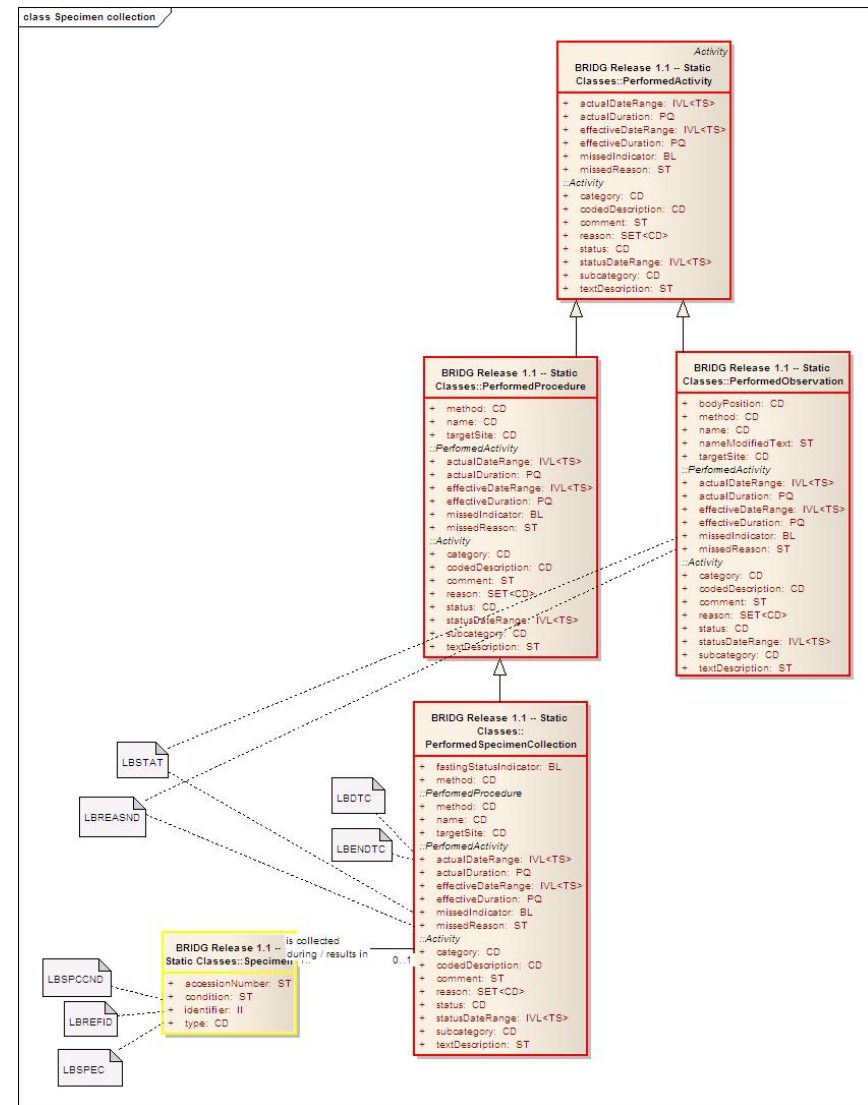 class Specimen collection
Activity
BRIDG Release 1.1 -- Static
Classes::PerformedActivity
+ actualDateRange: IVL<TS>
+ actualDuration: PQ
+ effectiveDateRange: IVL<TS>
+ effectiveDuration: PQ
+ missedIndicator: BL
+ missedReason: ST
::Activity
+ category: CD
+ codedDescription: CD
+ comment: ST
+ reason: SET<CD>
+ status: CD
+ statusDateRange: IVL<TS>
+ subcategory: CD
+ textDescription: ST
BRIDG Release 1.1 -- Static
Classes::PerformedProcedure
+ method: CD
+ name: CD
+ targetSite: CD
::PerformedActivity
+ actualDateRange: IVL<TS>
+ actualDuration: PQ
+ effectiveDateRange: IVL<TS>
+ effectiveDuration: PQ
+ missedIndicator: BL
+ missedReason: ST
::Activity
+ category: CD
+ codedDescription: CD
+ comment: ST
+ reason: SET<CD>
+ status: CD
+ statusDateRange: IVL<TS>
+ subcategory: CD
+ textDescription: ST
BRIDG Release 1.1 -- Static
Classes::PerformedObservation
+ bodyPosition: CD
+ method: CD
+ name: CD
+ nameModifiedText: ST
+ targetSite: CD
::PerformedActivity
+ actualDateRange: IVL<TS>
+ actualDuration: PQ
+ effectiveDateRange: IVL<TS>
+ effectiveDuration: PQ
+ missedIndicator: BL
+ missedReason: ST
::Activity
+ category: CD
+ codedDescription: CD
+ comment: ST
+ reason: SET<CD>
+ status: CD
+ statusDateRange: IVL<TS>
+ subcategory: CD
+ textDescription: ST
LBSTAT
LBREASND
LBDTC
LBENDTC
BRIDG Release 1.1 -- Static
Classes::
PerformedSpecimenCollection
+ fastingStatusIndicator: BL
+ method: CD
::PerformedProcedure
+ method: CD
+ name: CD
+ targetSite: CD
::PerformedActivity
+ actualDateRange: IVL<TS>
+ actualDuration: PQ
+ effectiveDateRange: IVL<TS>
+ effectiveDuration: PQ
+ missedIndicator: BL
+ missedReason: ST
::Activity
+ category: CD
+ codedDescription: CD
+ comment: ST
+ reason: SET<CD>
+ status: CD
+ statusDateRange: IVL<TS>
+ subcategory: CD
+ textDescription: ST
is collected
during / results in
0..1
BRIDG Release 1.1 --
Static Classes::Specimen
+ accessionNumber: ST
+ condition: ST
+ identifier: II
+ type: CD
LBSPCCND
LBREFID
LBSPEC